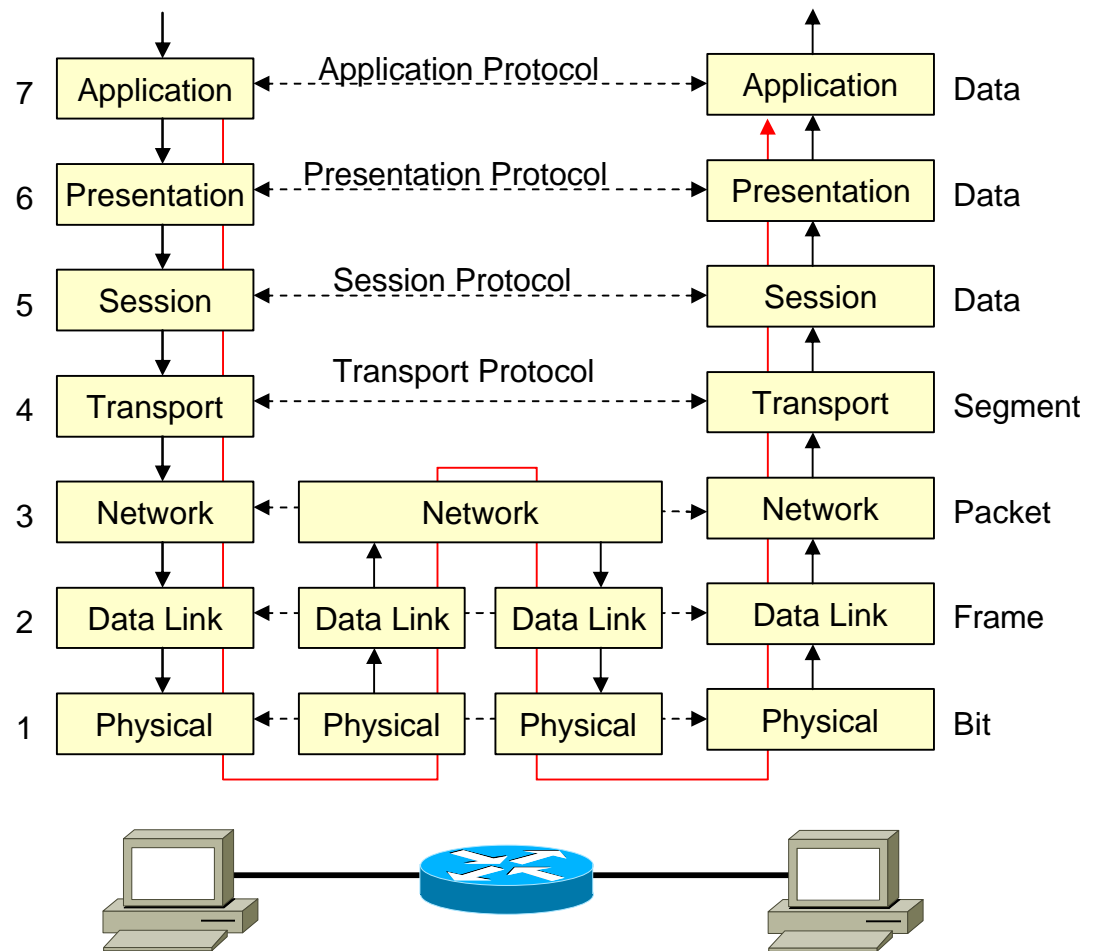 7 Application Application Protocol Application Data
6 Presentation Presentation Protocol Presentation Data
5 Session Session Protocol Session Data
4 Transport Transport Protocol Transport Segment
3 Network Network Network Packet
2 Data Link Data Link Data Link Data Link Frame
1 Physical Physical Physical Physical Bit